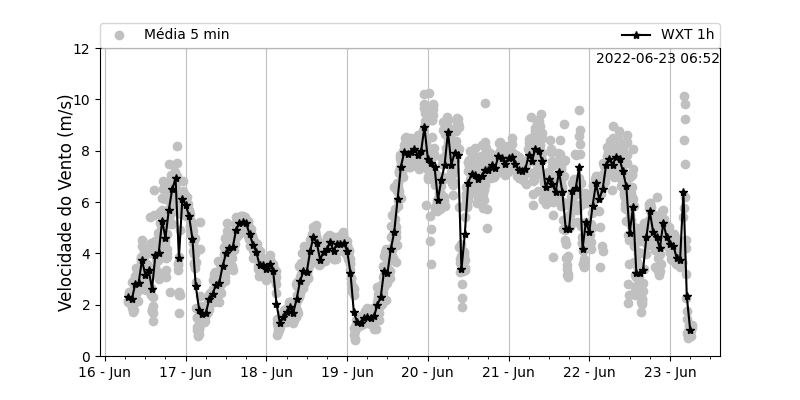 Média 5 min
WXT 1h
2022-06-23 06:52
Velocidade do Vento (m/s)
12
10
8
6
4
2
0
16 - Jun 17 - Jun 18 - Jun 19 - Jun 20 - Jun 21 - Jun 22 - Jun 23 - Jun